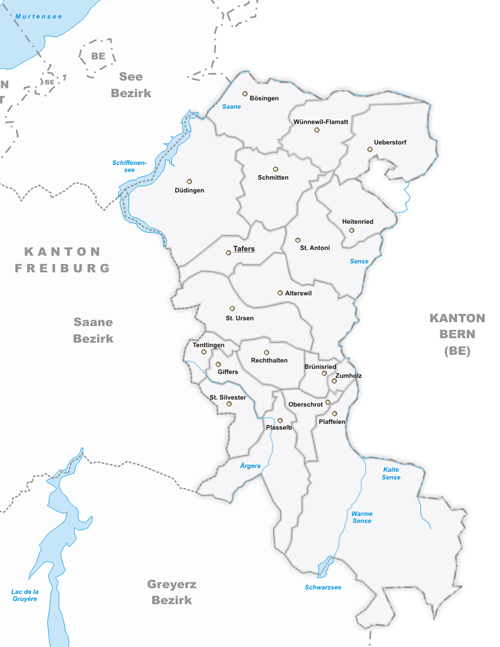 Murtensee
BE
BE
N
T
See
Bezirk
Saane
Bösingen
Wünnewil-Flamatt
Ueberstorf
Schiffenen-
see
Schmitten
Düdingen
Heitenried
Tafers
St. Antoni
Sense
KANTON
FREIBURG
Alterswil
St. Ursen
Saane
Bezirk
KANTON
BERN
(BE)
Tentlingen
Giffers
Rechthalten
Brünisried
Zumholz
St. Silvester
Oberschrot
Plaffeien
Plasselb
Ärgera
Kalte
Sense
Warme
Sense
Schwarzsee
Greyerz
Bezirk
Lac de la
Gruyère